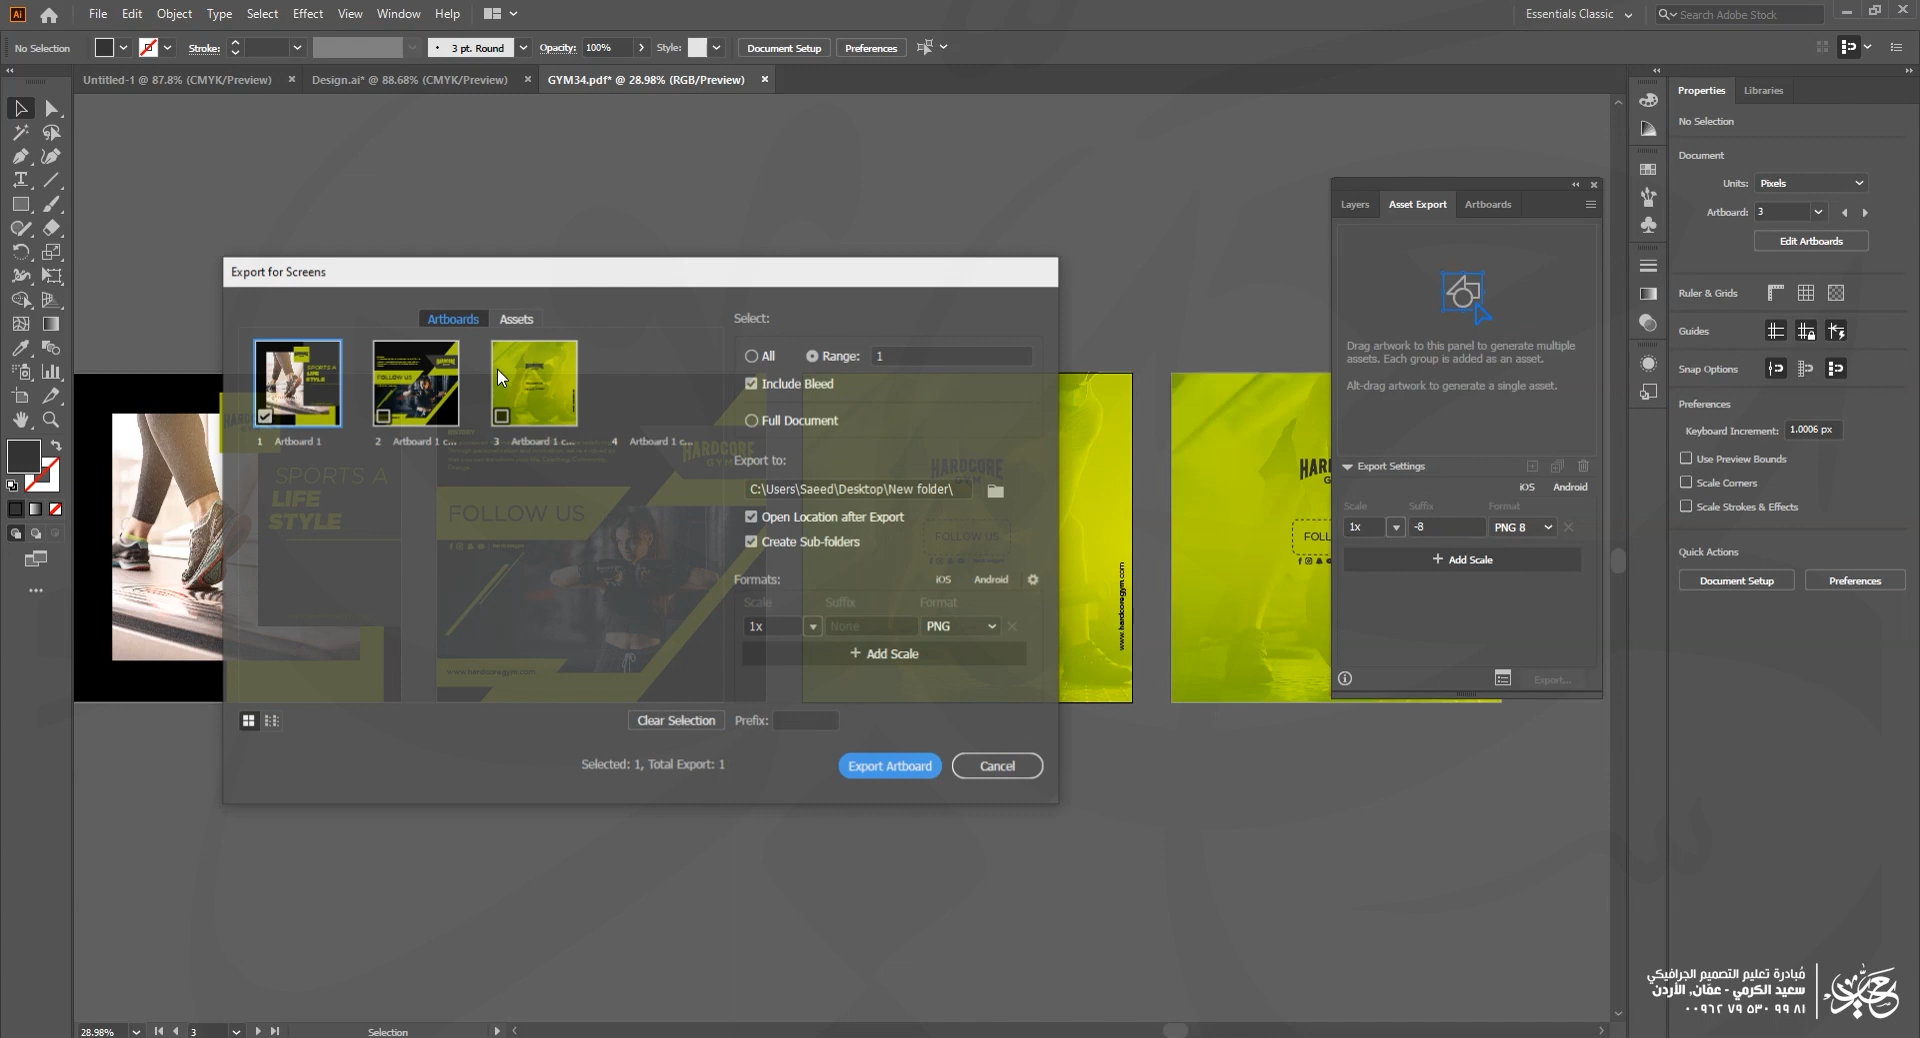 Ai File Edit Object Type Select Effect View Window Help
Essentials Classic
Search Adobe Stock
No Selection
Stroke:
3 pt. Round
Opacity: 100%
Style:
Document Setup
Preferences
Untitled-1 @ 87.8% (CMYK/Preview)
Design.ai* @ 88.68% (CMYK/Preview)
GYM34.pdf* @ 28.98% (RGB/Preview)
Export for Screens
Artboards Assets
1 Artboard 1
2 Artboard 1 c...
3 Artboard 1 c...
4 Artboard 1 c...
Select:
All Range: 1
Include Bleed
Full Document
Export to:
C:\Users\Saeed\Desktop\New folder\
Open Location after Export
Create Sub-folders
Formats: iOS Android
Scale Suffix Format
1x None PNG
+ Add Scale
Clear Selection Prefix:
Selected: 1, Total Export: 1
Export Artboard Cancel
SPORTS A
LIFE
STYLE
FOLLOW US
www.hardcoregym.com
HARDCORE
GYM
HARDCORE
FOLLOW US
www.hardcoregym.com
HAR
FOLL
Layers Asset Export Artboards
Drag artwork to this panel to generate multiple
assets. Each group is added as an asset.
Alt-drag artwork to generate a single asset.
Export Settings
iOS Android
Scale Suffix Format
1x -8 PNG 8
+ Add Scale
Export...
Properties Libraries
No Selection
Document
Units: Pixels
Artboard: 3
Edit Artboards
Ruler & Grids
Guides
Snap Options
Preferences
Keyboard Increment: 1.0006 px
Use Preview Bounds
Scale Corners
Scale Strokes & Effects
Quick Actions
Document Setup Preferences
28.98% 3 Selection
مُبادرة تعليم التصميم الجرافيكي
سعيد الكرمي - عمّان, الأردن
٠٠٩٦٢ ٧٩ ٥٣٠ ٩٩ ٨١